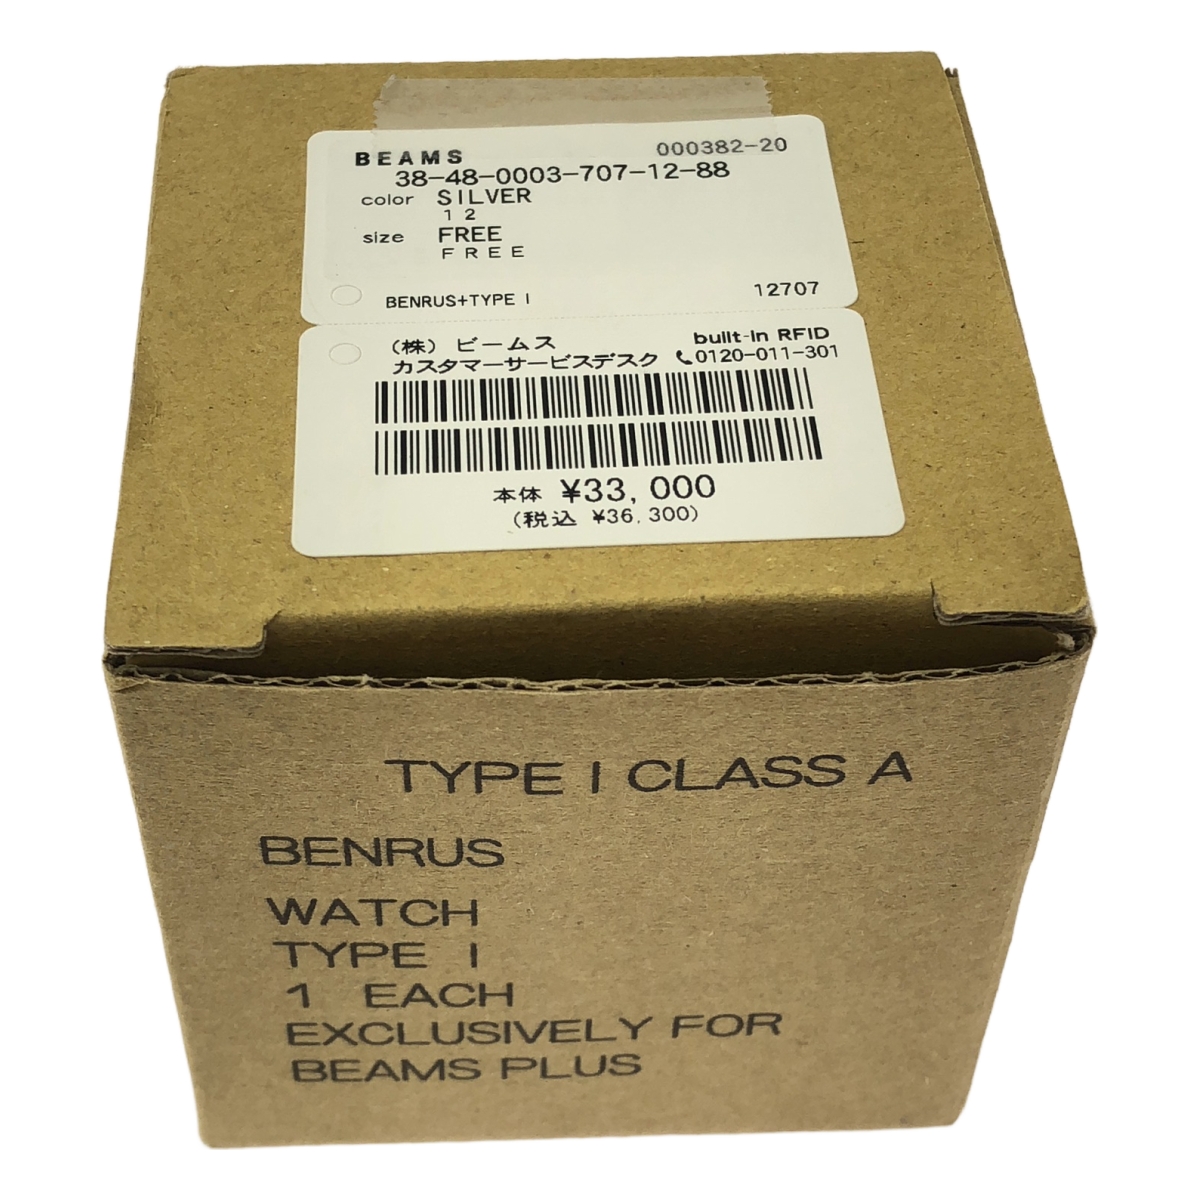 BEAMS 000382-20
38-48-0003-707-12-88
color SILVER
12
size FREE
FREE
BENRUS+TYPE I 12707
(株) ビームス built-in RFID
カスタマーサービスデスク 0120-011-301
本体 ¥33,000
(税込 ¥36,300)
TYPE I CLASS A
BENRUS
WATCH
TYPE I
1 EACH
EXCLUSIVELY FOR
BEAMS PLUS